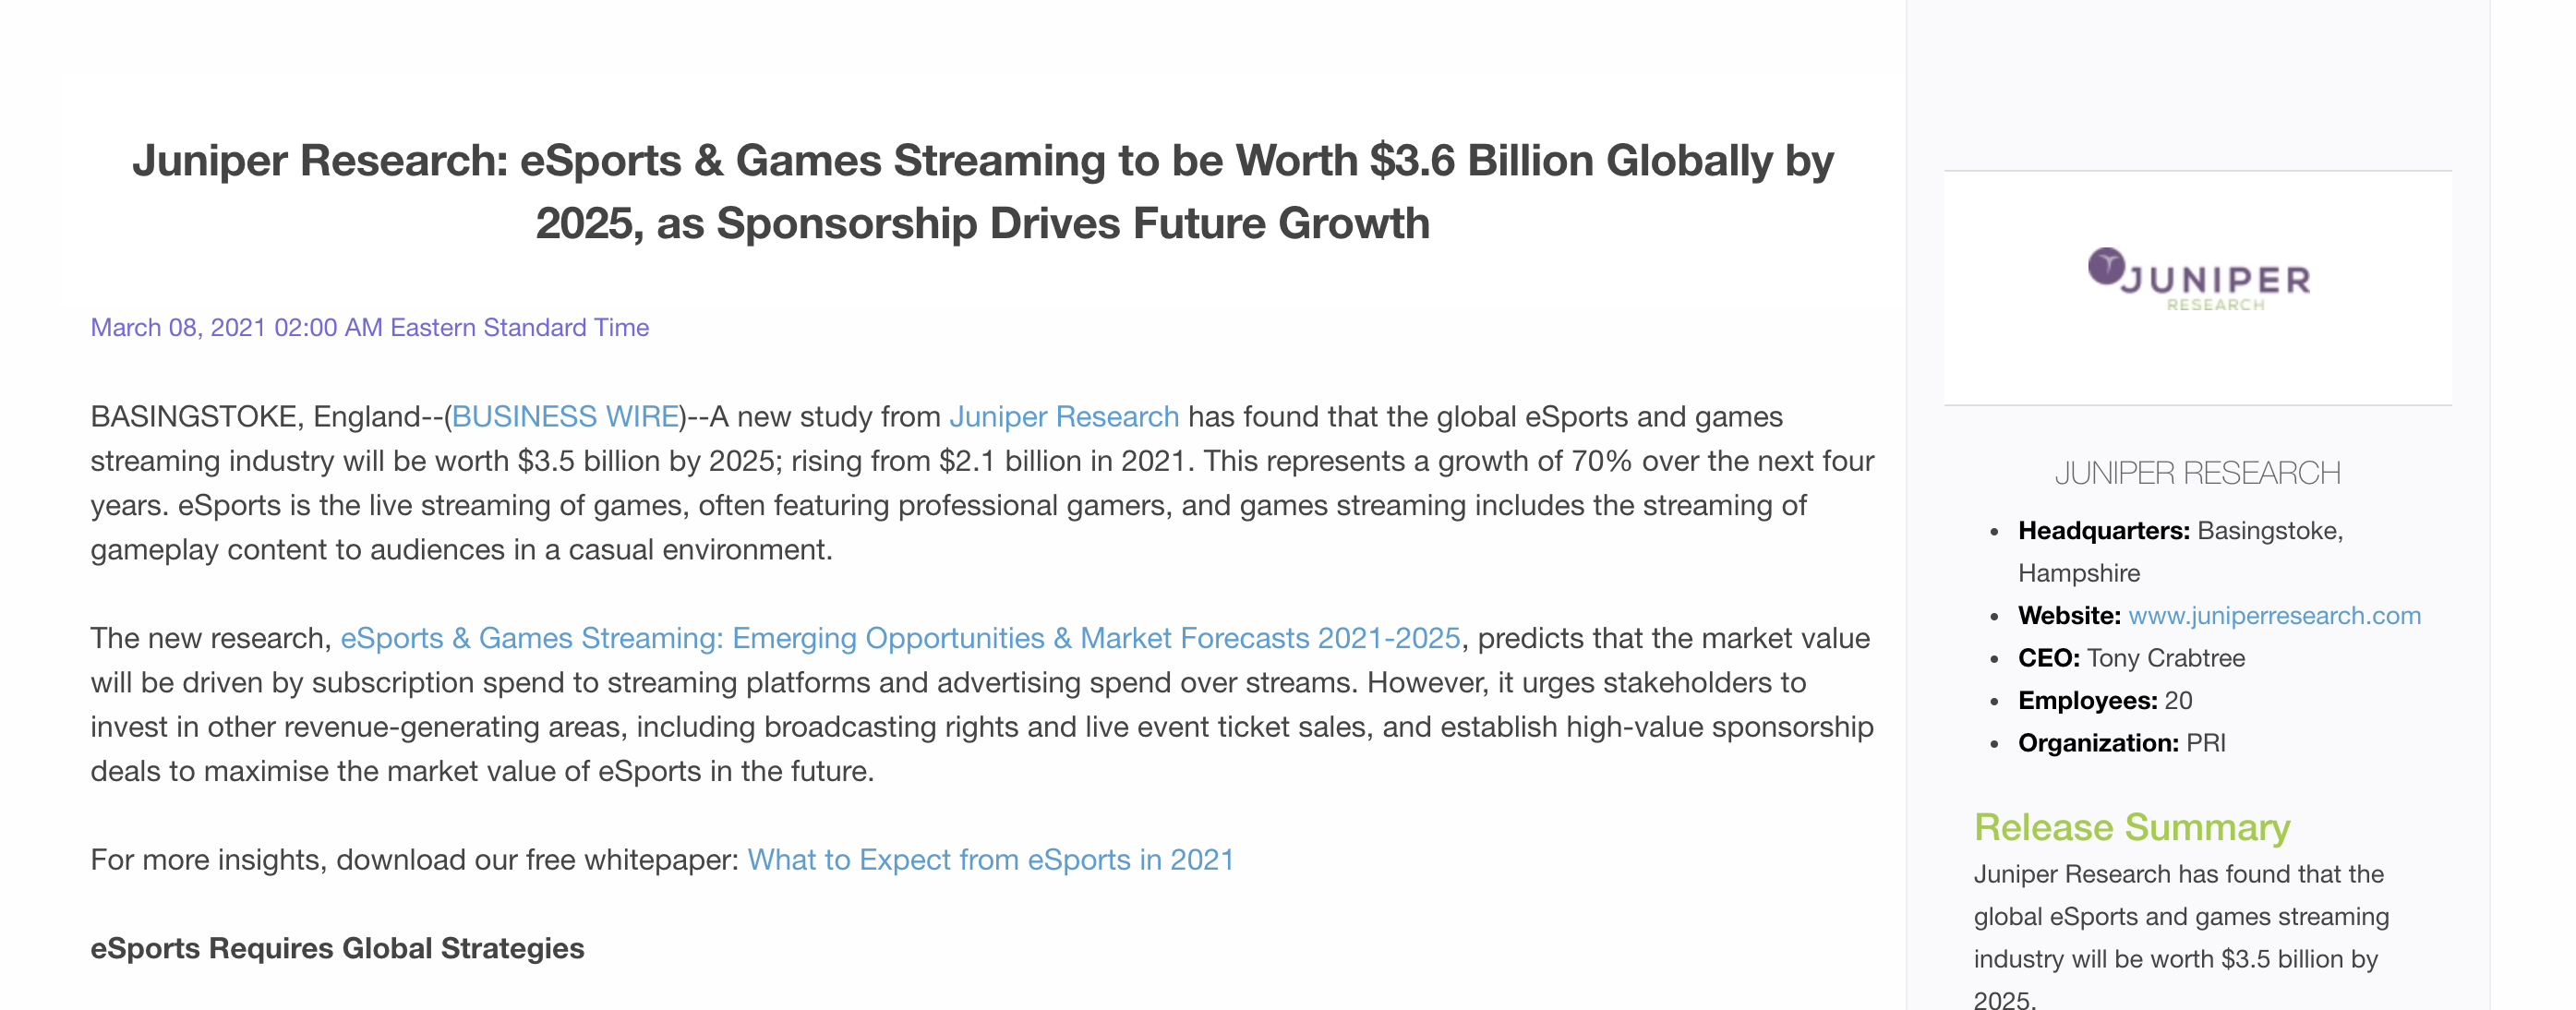 Juniper Research: eSports & Games Streaming to be Worth $3.6 Billion Globally by
2025, as Sponsorship Drives Future Growth
March 08, 2021 02:00 AM Eastern Standard Time
BASINGSTOKE, England--(BUSINESS WIRE)--A new study from Juniper Research has found that the global eSports and games
streaming industry will be worth $3.5 billion by 2025; rising from $2.1 billion in 2021. This represents a growth of 70% over the next four
years. eSports is the live streaming of games, often featuring professional gamers, and games streaming includes the streaming of
gameplay content to audiences in a casual environment.
The new research, eSports & Games Streaming: Emerging Opportunities & Market Forecasts 2021-2025, predicts that the market value
will be driven by subscription spend to streaming platforms and advertising spend over streams. However, it urges stakeholders to
invest in other revenue-generating areas, including broadcasting rights and live event ticket sales, and establish high-value sponsorship
deals to maximise the market value of eSports in the future.
For more insights, download our free whitepaper: What to Expect from eSports in 2021
eSports Requires Global Strategies
JUNIPER
RESEARCH
JUNIPER RESEARCH
• Headquarters: Basingstoke,
Hampshire
• Website: www.juniperresearch.com
• CEO: Tony Crabtree
• Employees: 20
• Organization: PRI
Release Summary
Juniper Research has found that the
global eSports and games streaming
industry will be worth $3.5 billion by
2025.